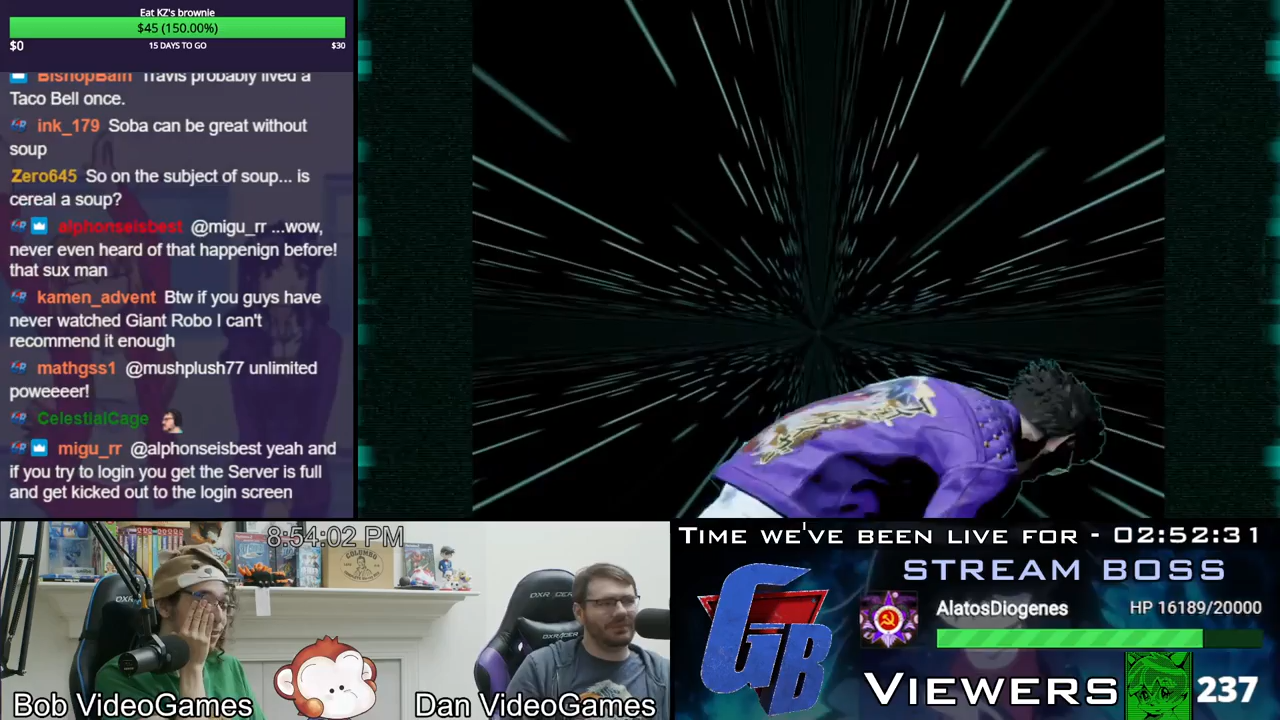 Eat KZ's brownie
$45 (150.00%)
$0 15 DAYS TO GO $30
BishopBain Travis probably lived a
Taco Bell once.
ink_179 Soba can be great without
soup
Zero645 So on the subject of soup... is
cereal a soup?
alphonseisbest @migu_rr ...wow,
never even heard of that happenign before!
that sux man
kamen_advent Btw if you guys have
never watched Giant Robo I can't
recommend it enough
mathgss1 @mushplush77 unlimited
poweeeer!
CelestialCage
migu_rr @alphonseisbest yeah and
if you try to login you get the Server is full
and get kicked out to the login screen
8:54:02 PM
COLUMBO
DXRACER
Bob VideoGames
Dan VideoGames
TIME WE'VE BEEN LIVE FOR - 02:52:31
STREAM BOSS
AlatosDiogenes HP 16189/20000
GB
VIEWERS 237